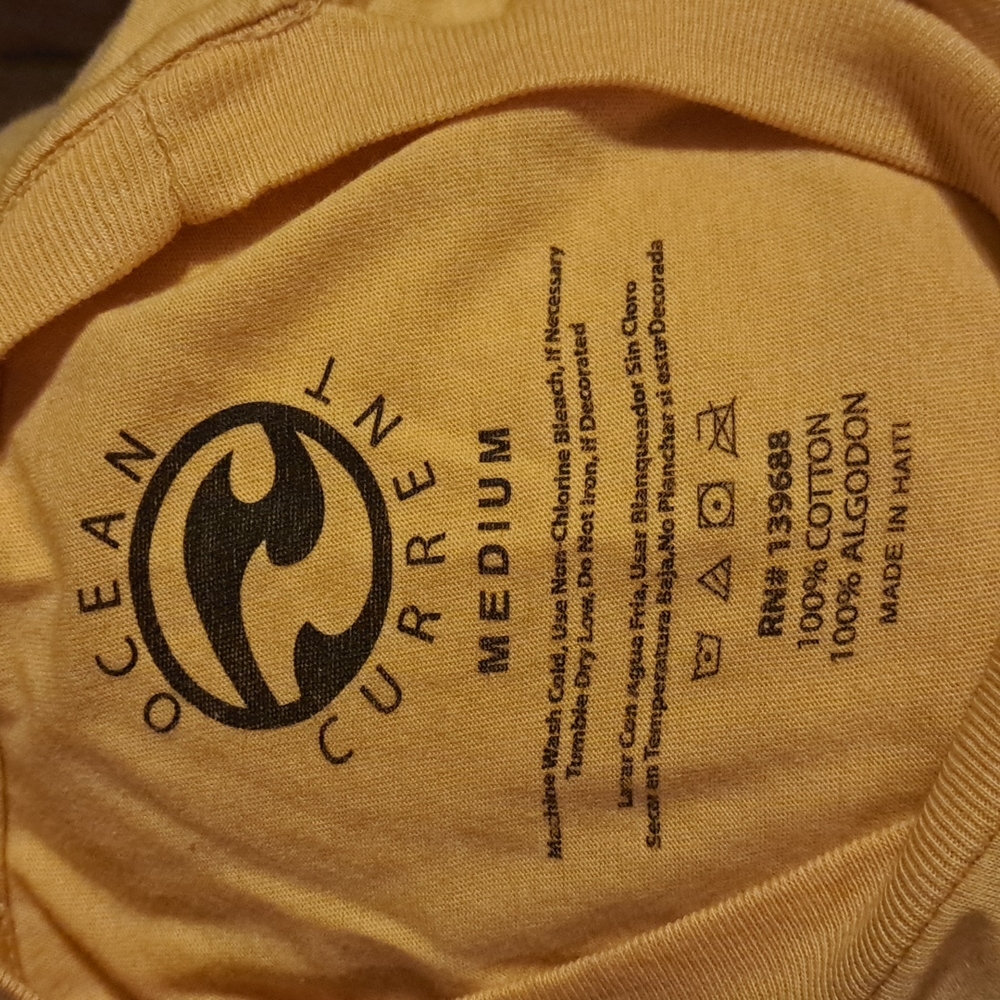 OCEAN
CURRENT
MEDIUM
Machine Wash Cold, Use Non-Chlorine Bleach, If Necessary
Tumble Dry Low, Do Not Iron, if Decorated
Lavar Con Agua Fria, Usar Blanqueador Sin Cloro
Secar en Temperatura Baja,No Planchar si estaDecorada
RN# 139688
100% COTTON
100% ALGODON
MADE IN HAITI